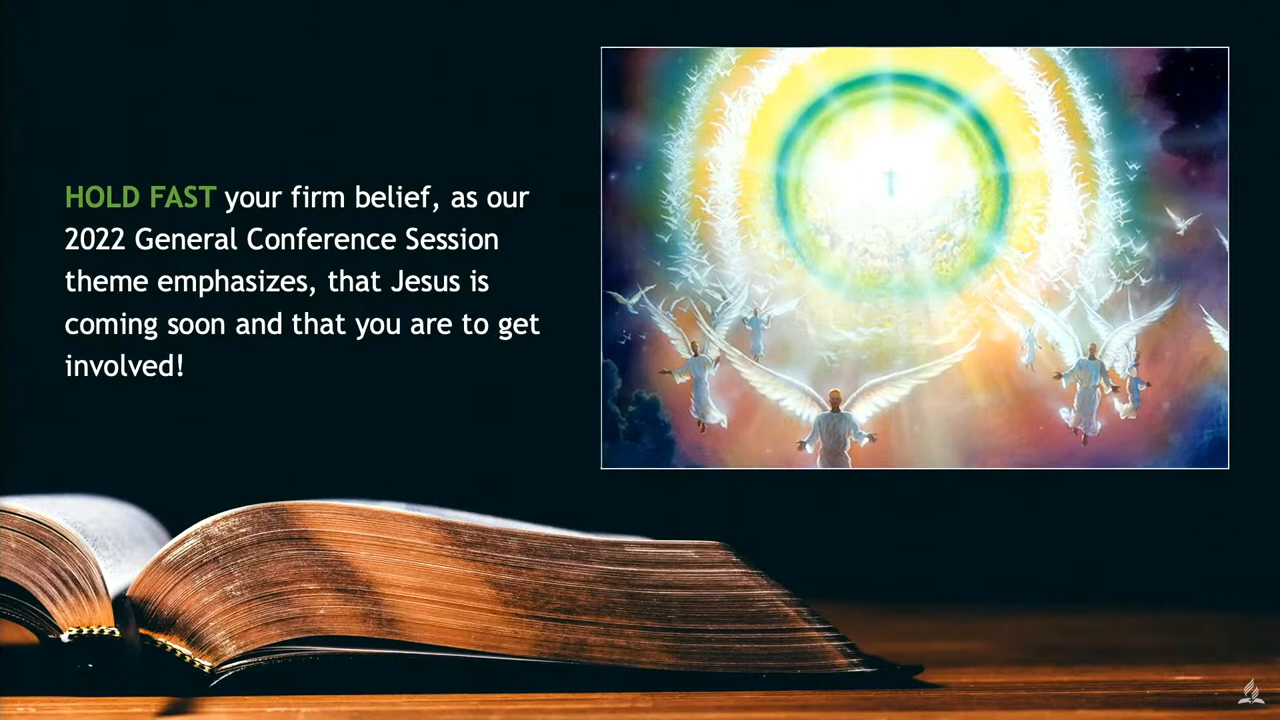 HOLD FAST your firm belief, as our
2022 General Conference Session
theme emphasizes, that Jesus is
coming soon and that you are to get
involved!